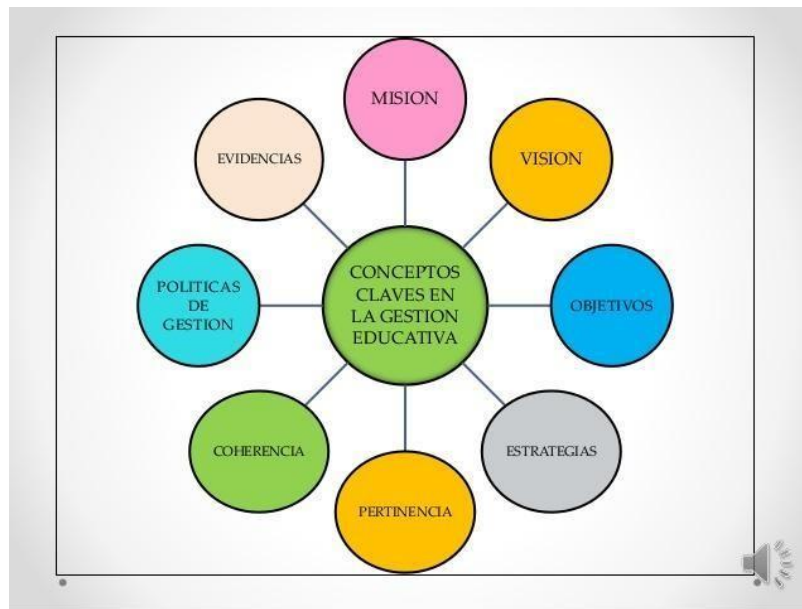 MISION
VISION
OBJETIVOS
ESTRATEGIAS
PERTINENCIA
COHERENCIA
POLITICAS
DE
GESTION
EVIDENCIAS
CONCEPTOS
CLAVES EN
LA GESTION
EDUCATIVA